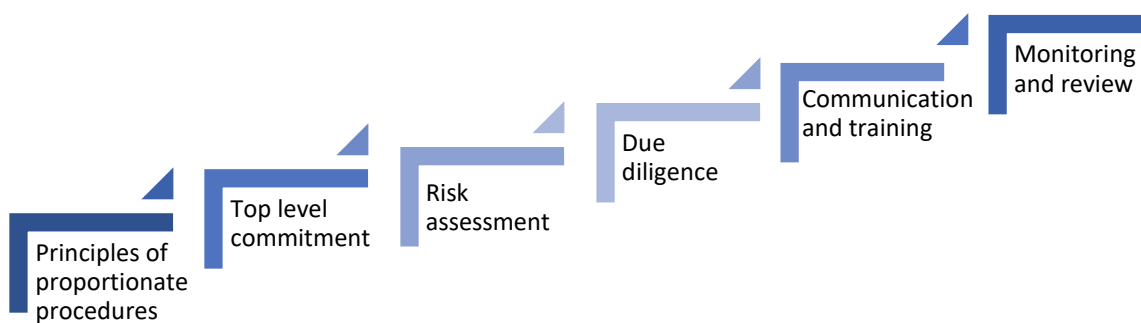 Principles of
proportionate
procedures
Top level
commitment
Risk
assessment
Due
diligence
Communication
and training
Monitoring
and review